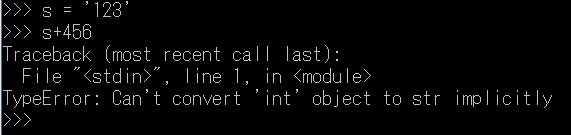 >>> s = '123'
>>> s+456
Traceback (most recent call last):
  File "<stdin>", line 1, in <module>
TypeError: Can't convert 'int' object to str implicitly
>>>